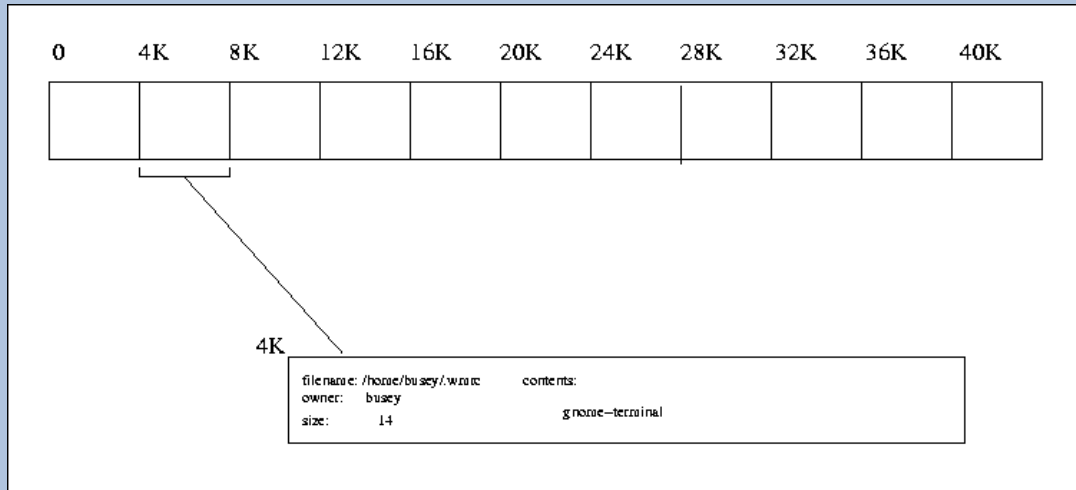 0 4K 8K 12K 16K 20K 24K 28K 32K 36K 40K
4K
filename: /home/busey/.wmrc contents:
owner: busey
gnome-terminal
size: 14